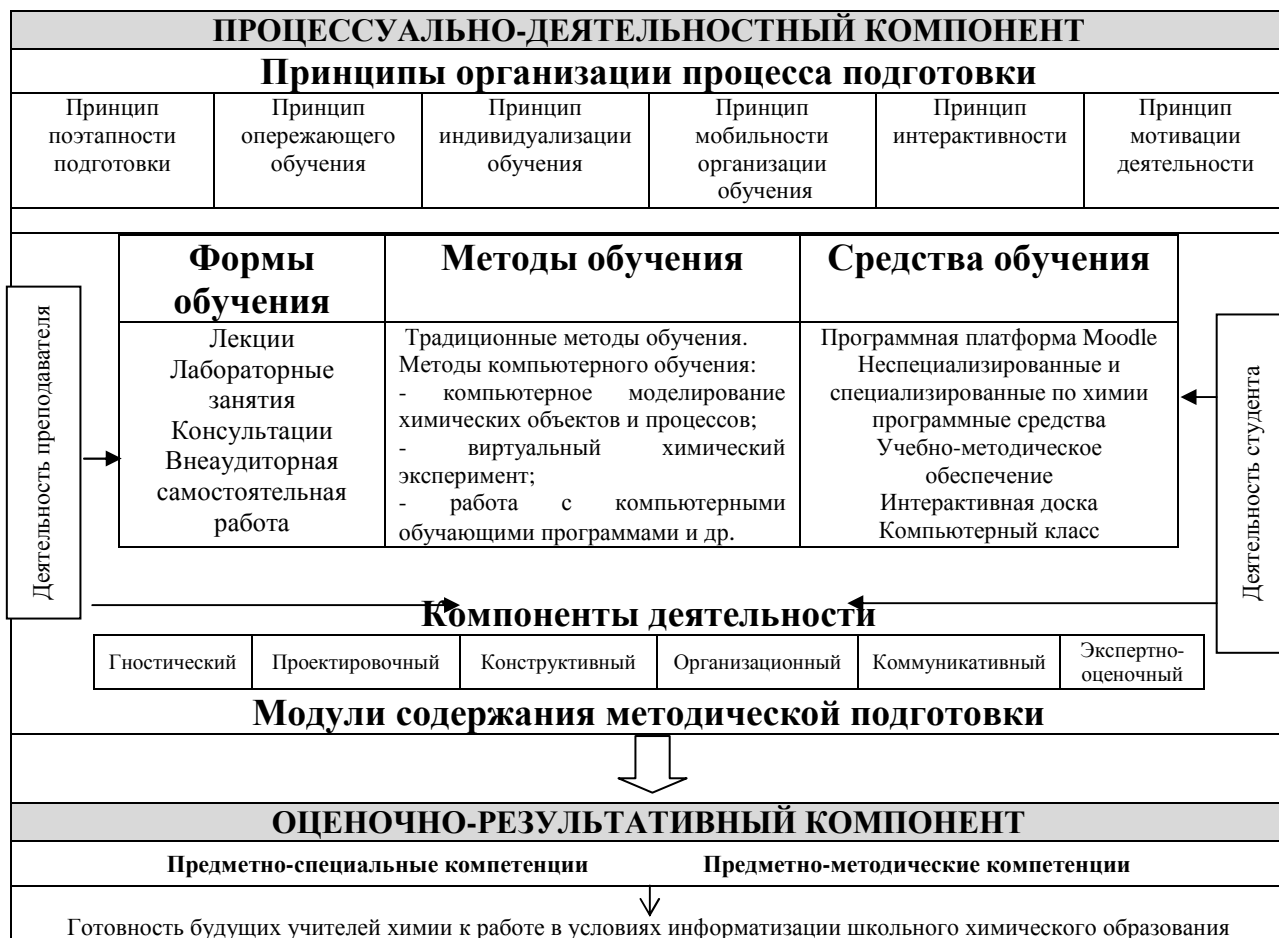 ПРОЦЕССУАЛЬНО-ДЕЯТЕЛЬНОСТНЫЙ КОМПОНЕНТ
Принципы организации процесса подготовки
Принцип
поэтапности
подготовки
Принцип
опережающего
обучения
Принцип
индивидуализации
обучения
Принцип
мобильности
организации
обучения
Принцип
интерактивности
Принцип
мотивации
деятельности
Деятельность преподавателя
Формы
обучения
Лекции
Лабораторные
занятия
Консультации
Внеаудиторная
самостоятельная
работа
Методы обучения
Традиционные методы обучения.
Методы компьютерного обучения:
- компьютерное моделирование
химических объектов и процессов;
- виртуальный химический
эксперимент;
- работа с компьютерными
обучающими программами и др.
Средства обучения
Программная платформа Moodle
Неспециализированные и
специализированные по химии
программные средства
Учебно-методическое
обеспечение
Интерактивная доска
Компьютерный класс
Деятельность студента
Компоненты деятельности
Гностический
Проектировочный
Конструктивный
Организационный
Коммуникативный
Экспертно-
оценочный
Модули содержания методической подготовки
ОЦЕНОЧНО-РЕЗУЛЬТАТИВНЫЙ КОМПОНЕНТ
Предметно-специальные компетенции Предметно-методические компетенции
Готовность будущих учителей химии к работе в условиях информатизации школьного химического образования